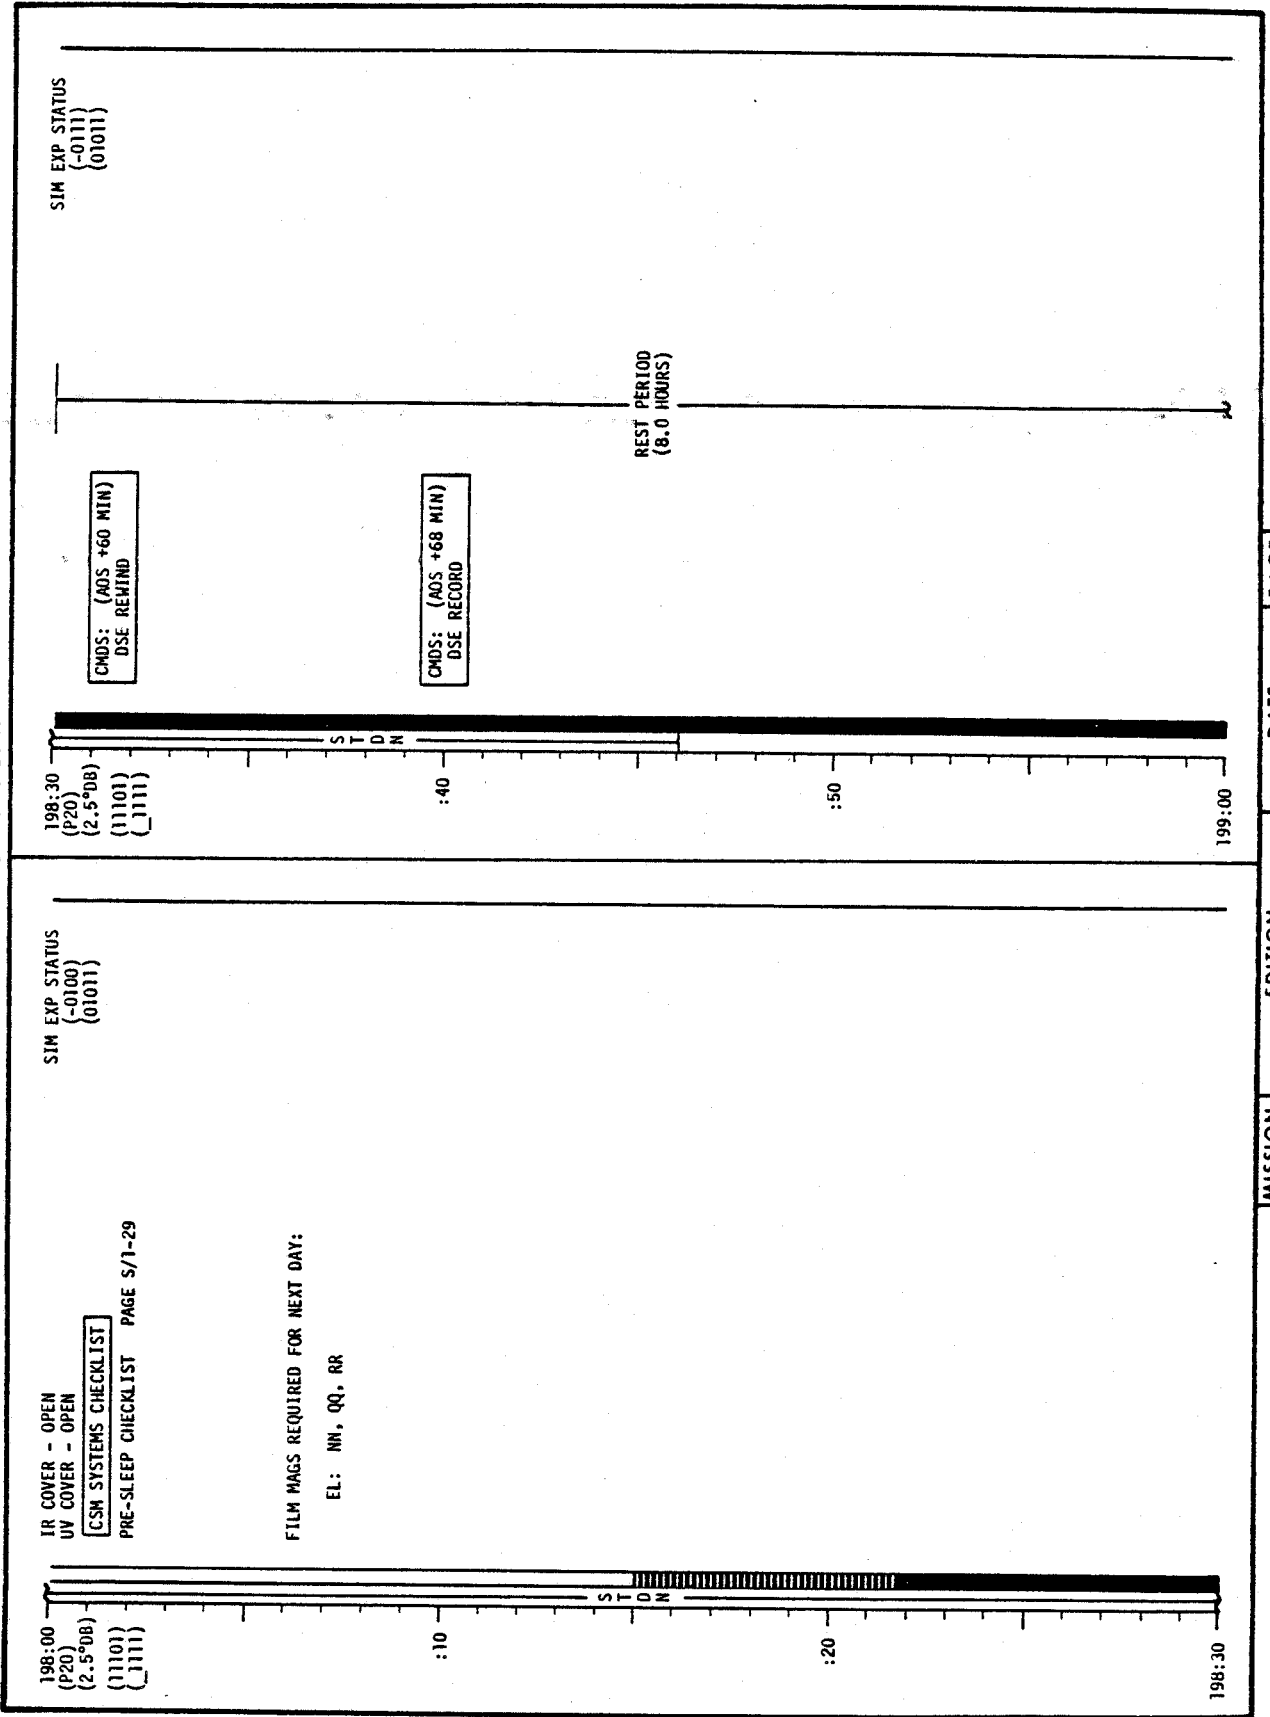 198:00
(P20)
(2.5°DB)
(11101)
(_1111)
:10
:20
198:30
S
T
D
N
IR COVER - OPEN
UV COVER - OPEN
CSM SYSTEMS CHECKLIST
PRE-SLEEP CHECKLIST PAGE S/1-29
FILM MAGS REQUIRED FOR NEXT DAY:
EL: NN, QQ, RR
SIM EXP STATUS
(-0100)
(01011)
198:30
(P20)
(2.5°DB)
(11101)
(_1111)
:40
:50
199:00
S
T
D
N
CMDS: (AOS +60 MIN)
DSE REWIND
CMDS: (AOS +68 MIN)
DSE RECORD
REST PERIOD
(8.0 HOURS)
SIM EXP STATUS
(-0111)
(01011)
MISSION
EDITION